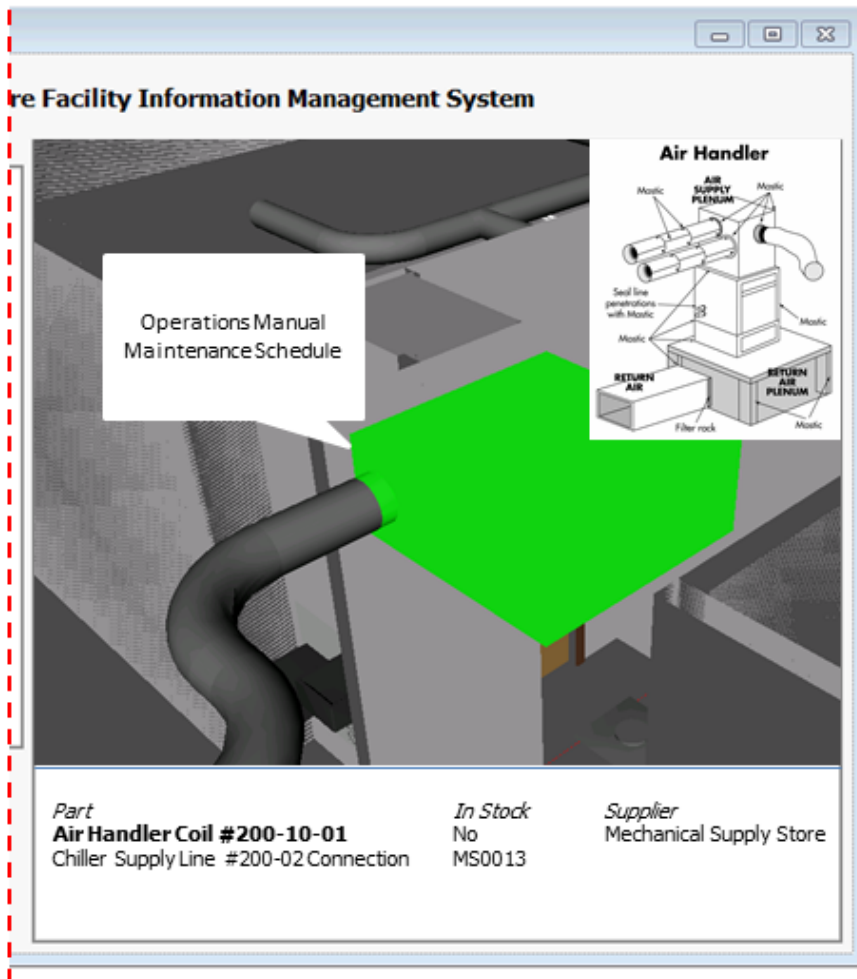 re Facility Information Management System
Air Handler
AIR
SUPPLY
PLENUM
Mastic
Mastic
Seal line
penetrations
with Mastic
Mastic
Mastic
RETURN
AIR
RETURN
AIR
PLENUM
Filter rack
Mastic
Operations Manual
Maintenance Schedule
Part In Stock Supplier
Air Handler Coil #200-10-01 No Mechanical Supply Store
Chiller Supply Line #200-02 Connection MS0013